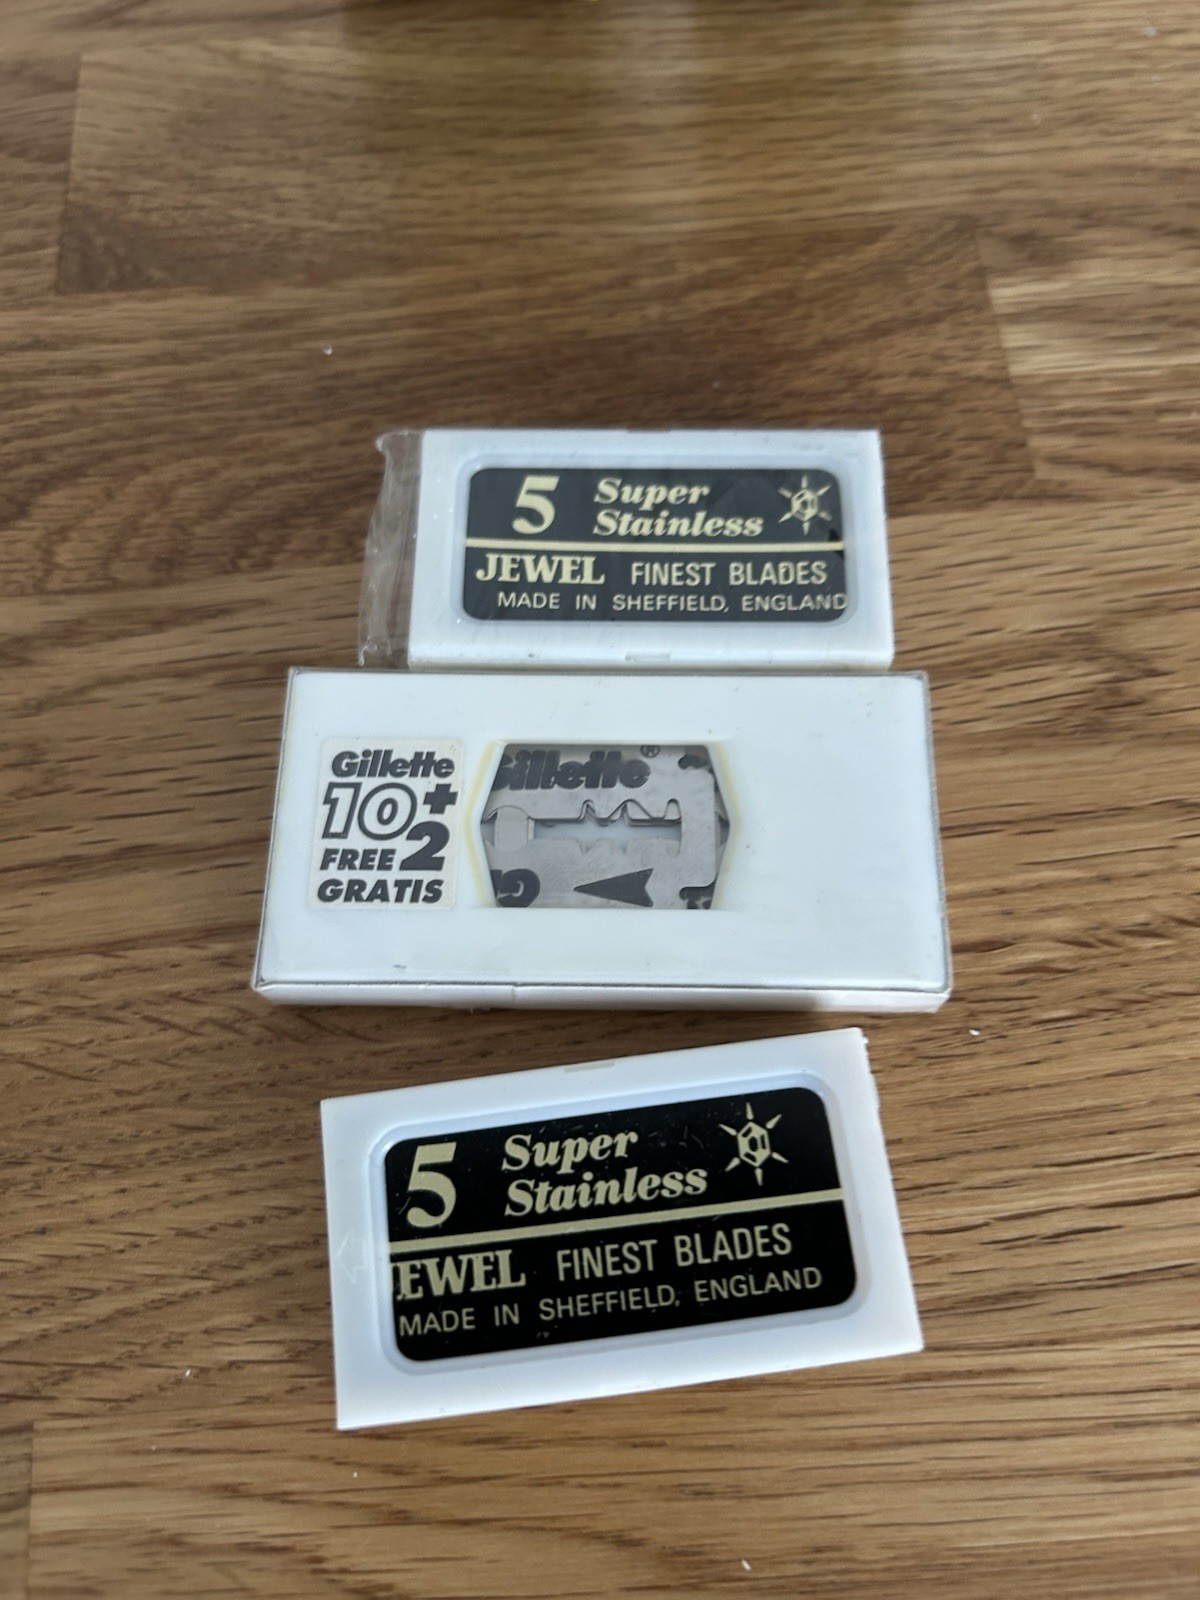 5 Super
Stainless
JEWEL FINEST BLADES
MADE IN SHEFFIELD, ENGLAND
Gillette
10+2
FREE
GRATIS
Gillette®
5 Super
Stainless
JEWEL FINEST BLADES
MADE IN SHEFFIELD, ENGLAND